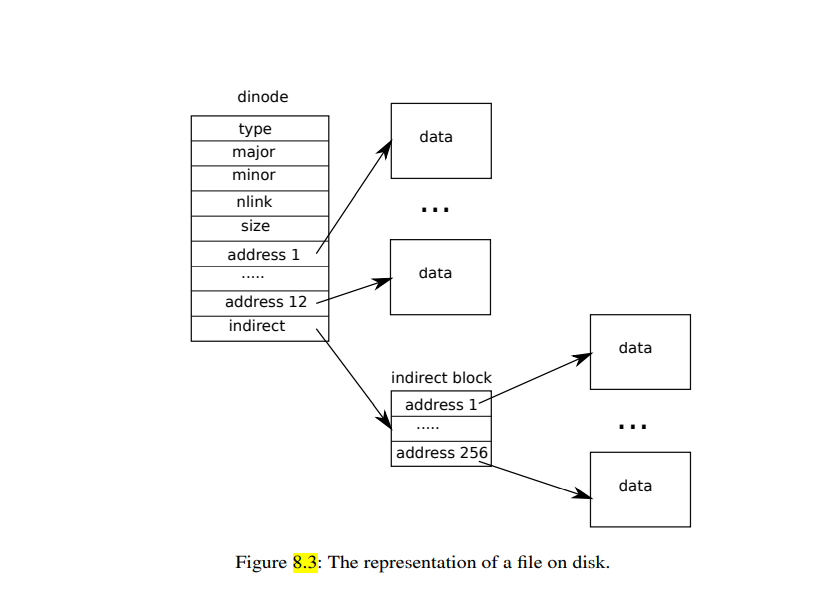 dinode
type
major
minor
nlink
size
address 1
.....
address 12
indirect
data
...
data
indirect block
address 1
.....
address 256
data
...
data
Figure 8.3: The representation of a file on disk.